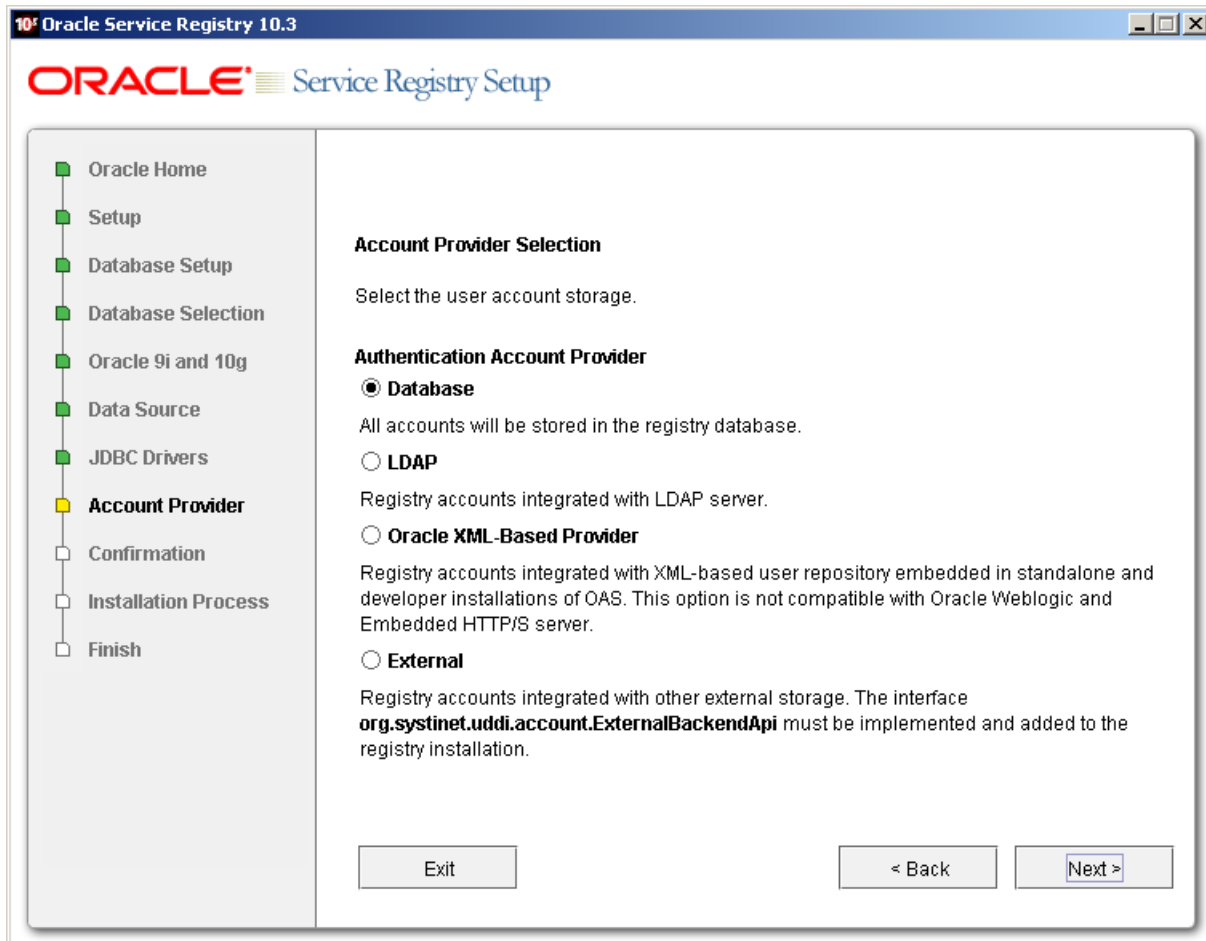 Oracle Service Registry 10.3
ORACLE Service Registry Setup
Oracle Home
Setup
Database Setup
Database Selection
Oracle 9i and 10g
Data Source
JDBC Drivers
Account Provider
Confirmation
Installation Process
Finish
Account Provider Selection
Select the user account storage.
Authentication Account Provider
Database
All accounts will be stored in the registry database.
LDAP
Registry accounts integrated with LDAP server.
Oracle XML-Based Provider
Registry accounts integrated with XML-based user repository embedded in standalone and
developer installations of OAS. This option is not compatible with Oracle Weblogic and
Embedded HTTP/S server.
External
Registry accounts integrated with other external storage. The interface
org.systinet.uddi.account.ExternalBackendApi must be implemented and added to the
registry installation.
Exit
< Back
Next >